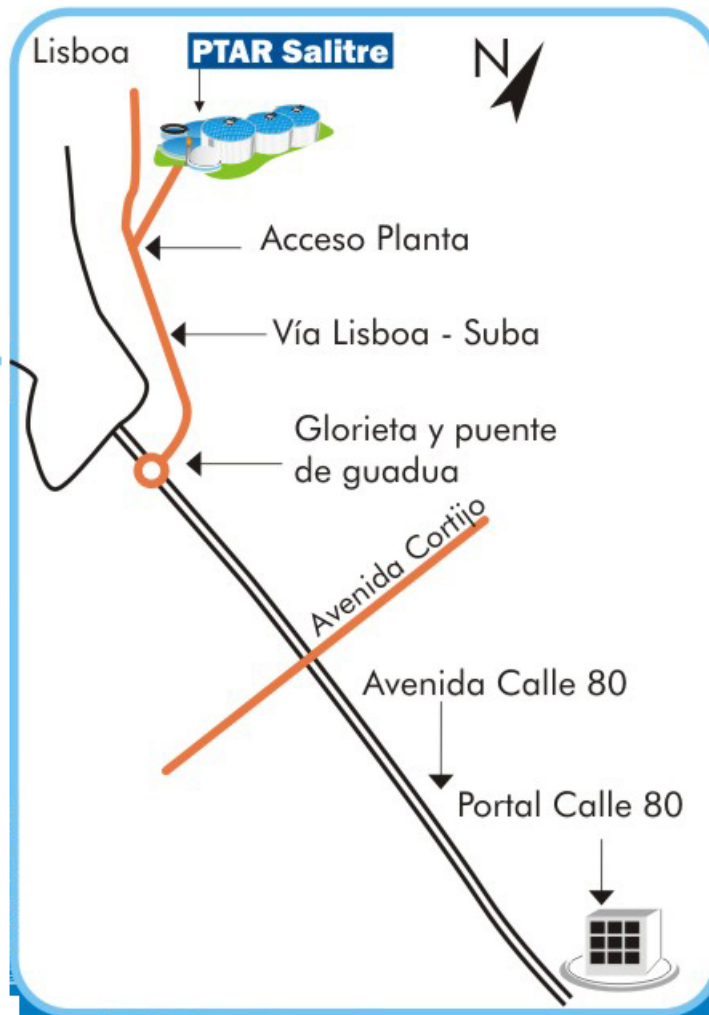 Lisboa
PTAR Salitre
N
Acceso Planta
Vía Lisboa - Suba
Glorieta y puente
de guadua
Avenida Cortijo
Avenida Calle 80
Portal Calle 80